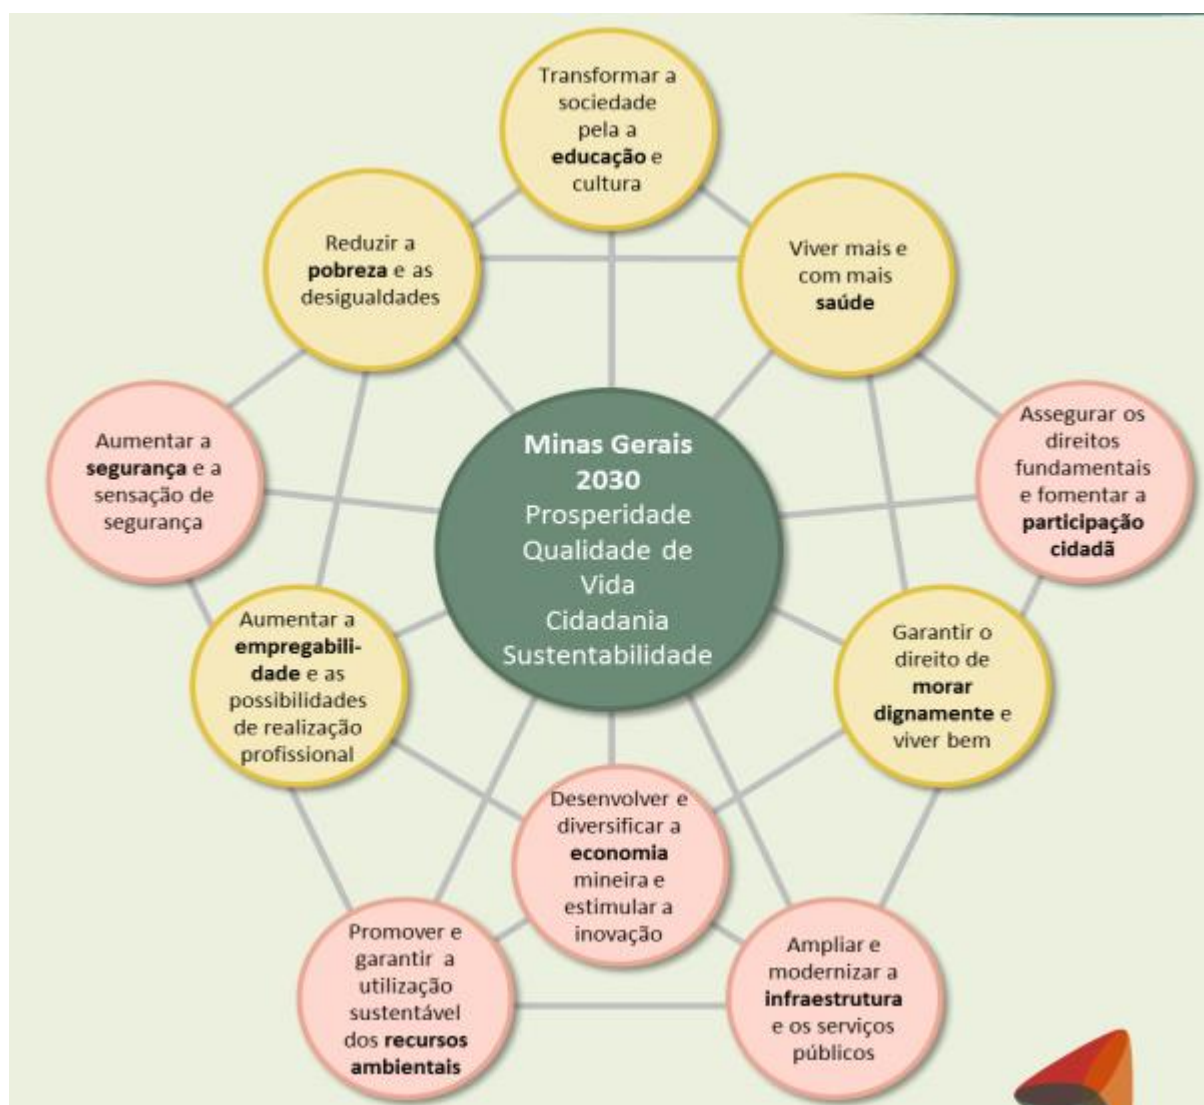 Transformar a
sociedade
pela a
educação e
cultura
Reduzir a
pobreza e as
desigualdades
Viver mais e
com mais
saúde
Aumentar a
segurança e a
sensação de
segurança
Minas Gerais
2030
Prosperidade
Qualidade de
Vida
Cidadania
Sustentabilidade
Assegurar os
direitos
fundamentais
e fomentar a
participação
cidadã
Aumentar a
empregabili-
dade e as
possibilidades
de realização
profissional
Garantir o
direito de
morar
dignamente e
viver bem
Desenvolver e
diversificar a
economia
mineira e
estimular a
inovação
Promover e
garantir a
utilização
sustentável
dos recursos
ambientais
Ampliar e
modernizar a
infraestrutura
e os serviços
públicos